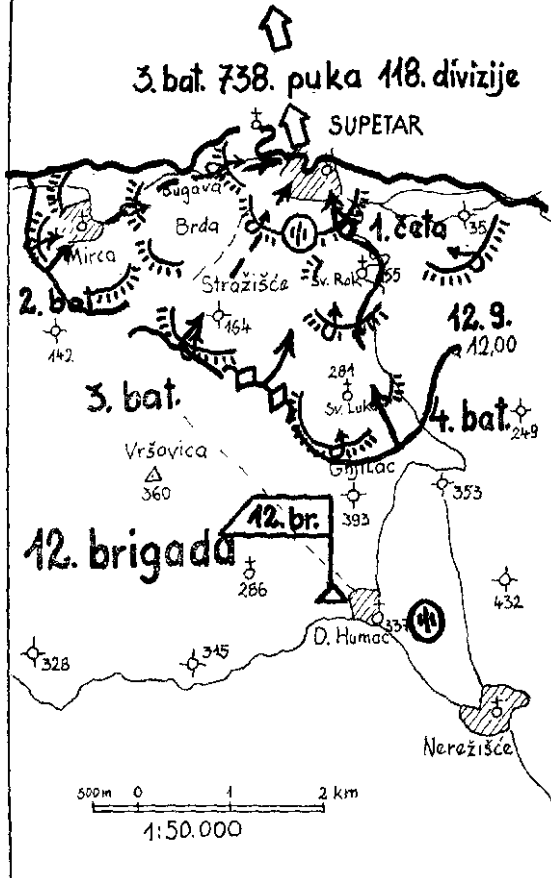 3. bat. 738. puka 118. divizije
SUPETAR
Bugava
Brda
1. četa
35
Mirca
Stražišće
Sv. Rok
65
2. bat
142
164
12.9.
12,00
281
3. bat.
Sv. Luka
4. bat.
249
Vršovica
360
Gnjilac
353
393
12. br.
12. brigada
286
432
337
D. Humac
328
315
Nerežišće
500m 0 1 2 km
1:50.000